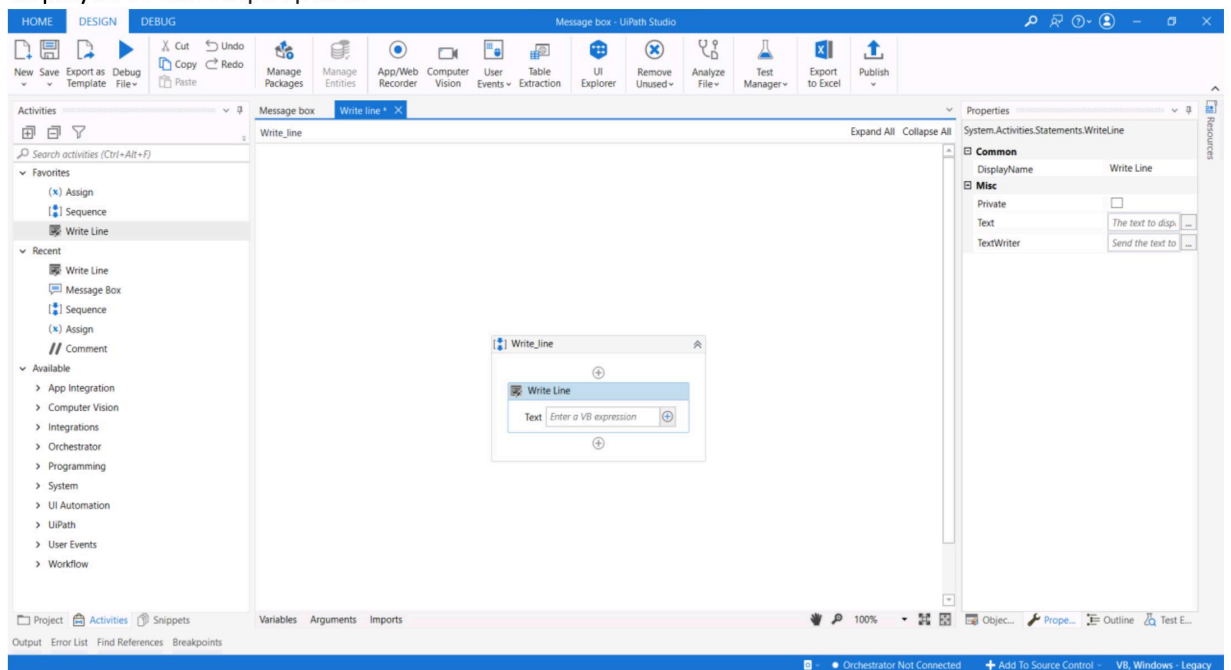 HOME DESIGN DEBUG Message box - UiPath Studio
New Save Export as Template Debug File Cut Copy Paste Undo Redo Manage Packages Manage Entities App/Web Recorder Computer Vision User Events Table Extraction UI Explorer Remove Unused Analyze File Test Manager Export to Excel Publish
Activities
Search activities (Ctrl+Alt+F)
Favorites
Assign
Sequence
Write Line
Recent
Write Line
Message Box
Sequence
Assign
Comment
Available
App Integration
Computer Vision
Integrations
Orchestrator
Programming
System
UI Automation
UiPath
User Events
Workflow
Project Activities Snippets
Message box Write line *
Write_line Expand All Collapse All
Write_line
Write Line
Text Enter a VB expression
Variables Arguments Imports 100%
Properties
System.Activities.Statements.WriteLine
Common
DisplayName Write Line
Misc
Private
Text The text to disp. ...
TextWriter Send the text to ...
Resources
Objec... Prope... Outline Test E...
Output Error List Find References Breakpoints
Orchestrator Not Connected Add To Source Control VB, Windows - Legacy